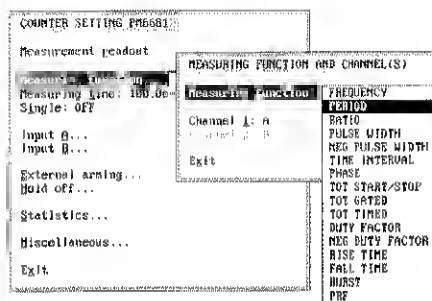 COUNTER SETTING PM6681
Measurement readout
Measuring
Measuring time: 100.0e
Single: OFF
Input A...
Input B...
External arming...
Hold off...
Statistics...
Miscellaneous...
Exit
MEASURING FUNCTION AND CHANNEL(S)
Measuring Function
Channel 1: A
Exit
FREQUENCY
PERIOD
RATIO
PULSE WIDTH
NEG PULSE WIDTH
TIME INTERVAL
PHASE
TOT START/STOP
TOT GATED
TOT TIMED
DUTY FACTOR
NEG DUTY FACTOR
RISE TIME
FALL TIME
BURST
PRF